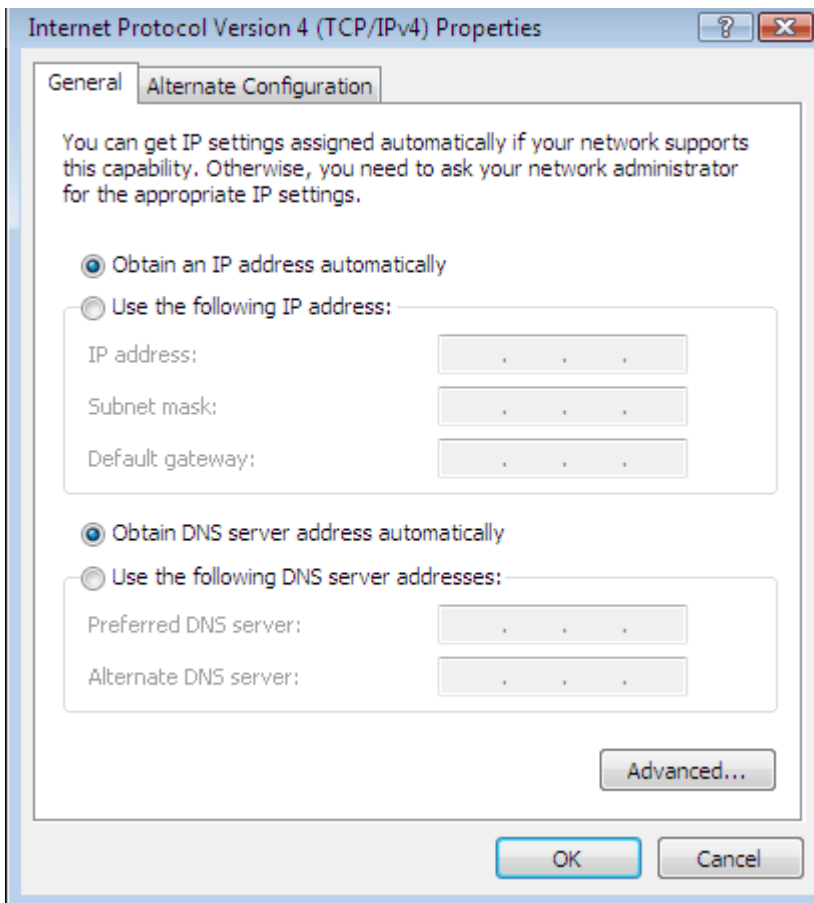 Internet Protocol Version 4 (TCP/IPv4) Properties
General
Alternate Configuration
You can get IP settings assigned automatically if your network supports
this capability. Otherwise, you need to ask your network administrator
for the appropriate IP settings.
Obtain an IP address automatically
Use the following IP address:
IP address: . . .
Subnet mask: . . .
Default gateway: . . .
Obtain DNS server address automatically
Use the following DNS server addresses:
Preferred DNS server: . . .
Alternate DNS server: . . .
Advanced...
OK Cancel